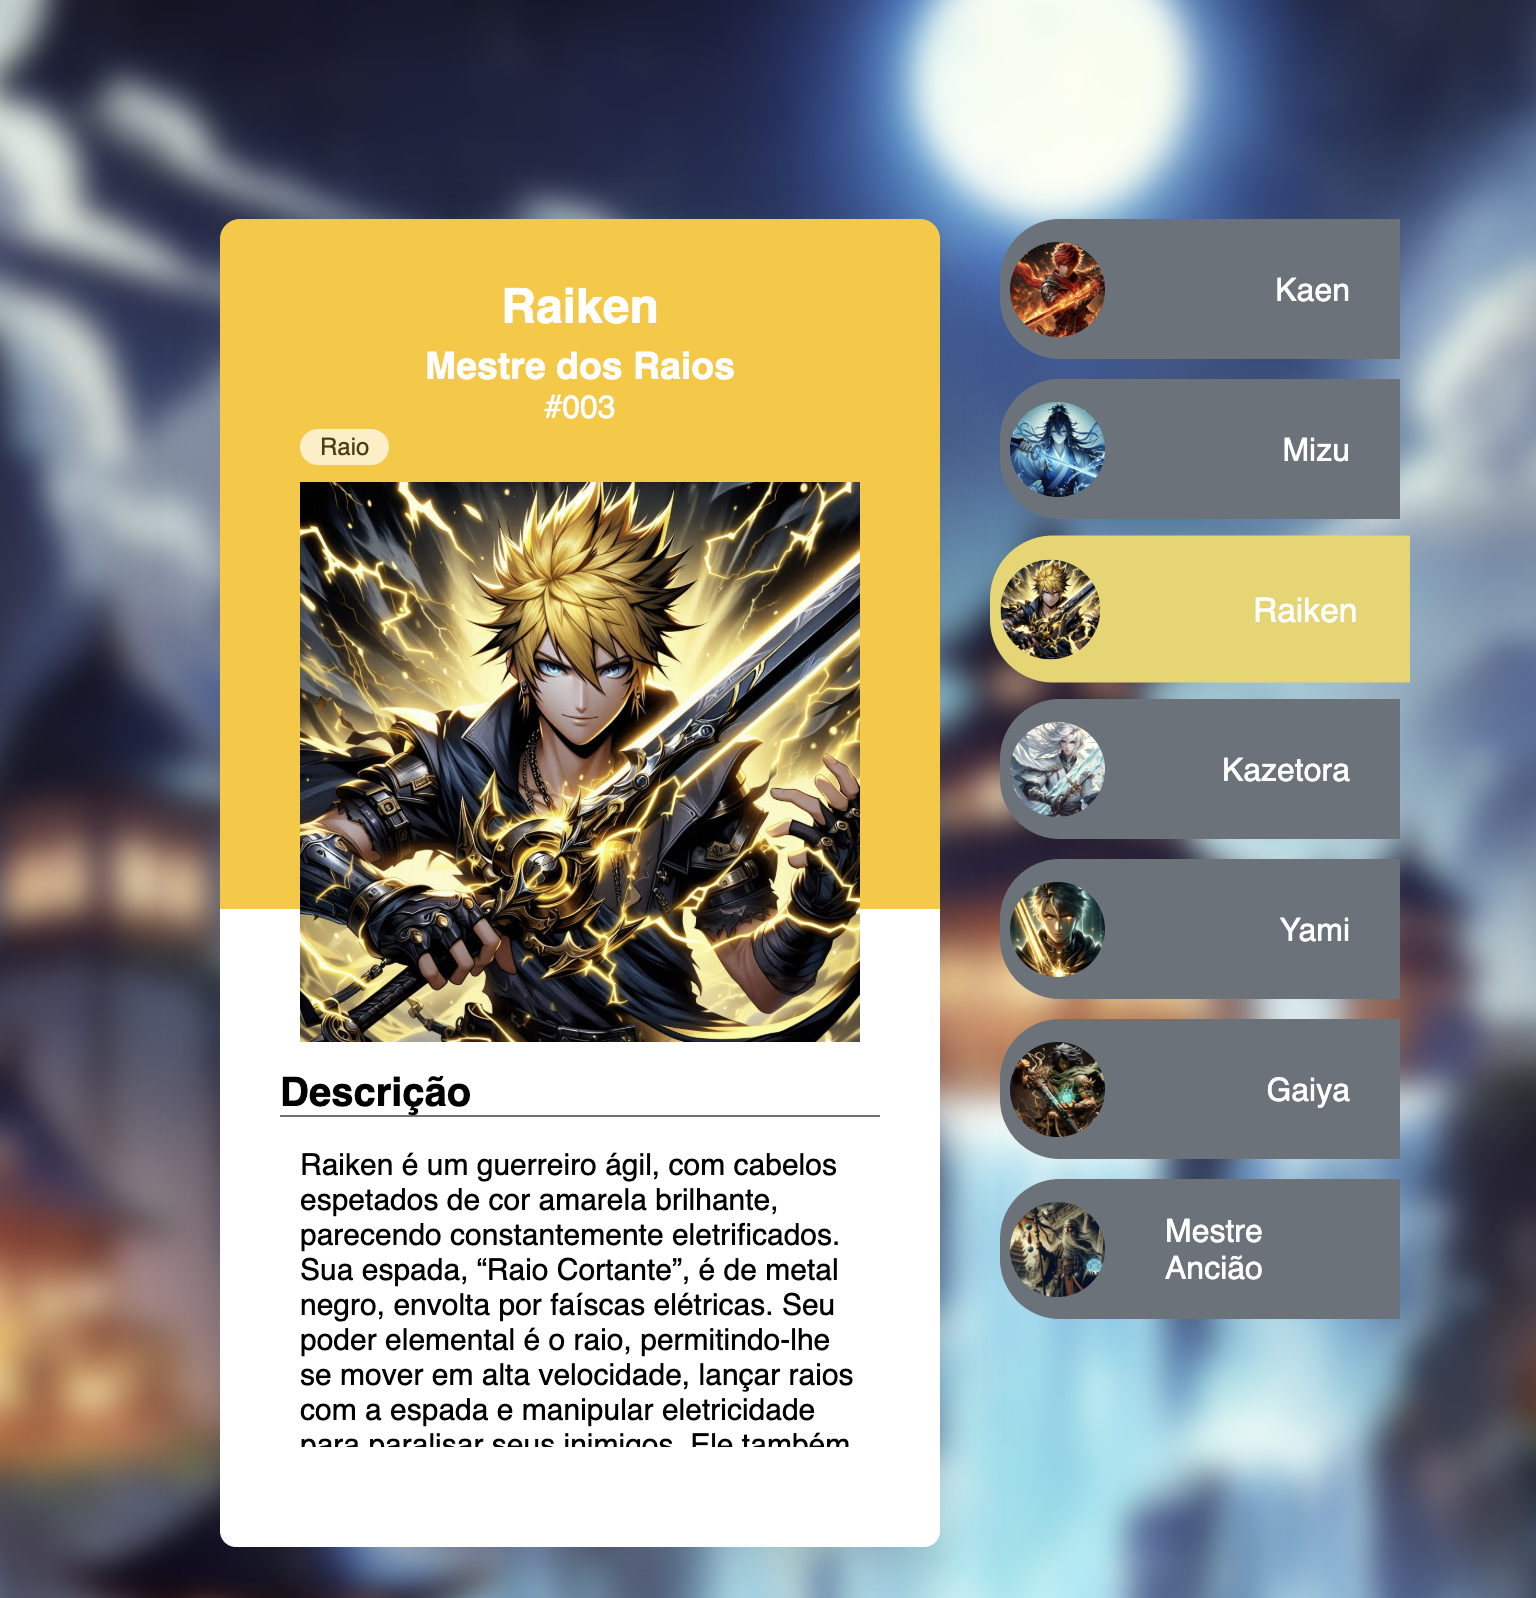 Raiken
Mestre dos Raios
#003
Raio
Descrição
Raiken é um guerreiro ágil, com cabelos
espetados de cor amarela brilhante,
parecendo constantemente eletrificados.
Sua espada, “Raio Cortante”, é de metal
negro, envolta por faíscas elétricas. Seu
poder elemental é o raio, permitindo-lhe
se mover em alta velocidade, lançar raios
com a espada e manipular eletricidade
para paralisar seus inimigos. Ele também
Kaen
Mizu
Raiken
Kazetora
Yami
Gaiya
Mestre
Ancião